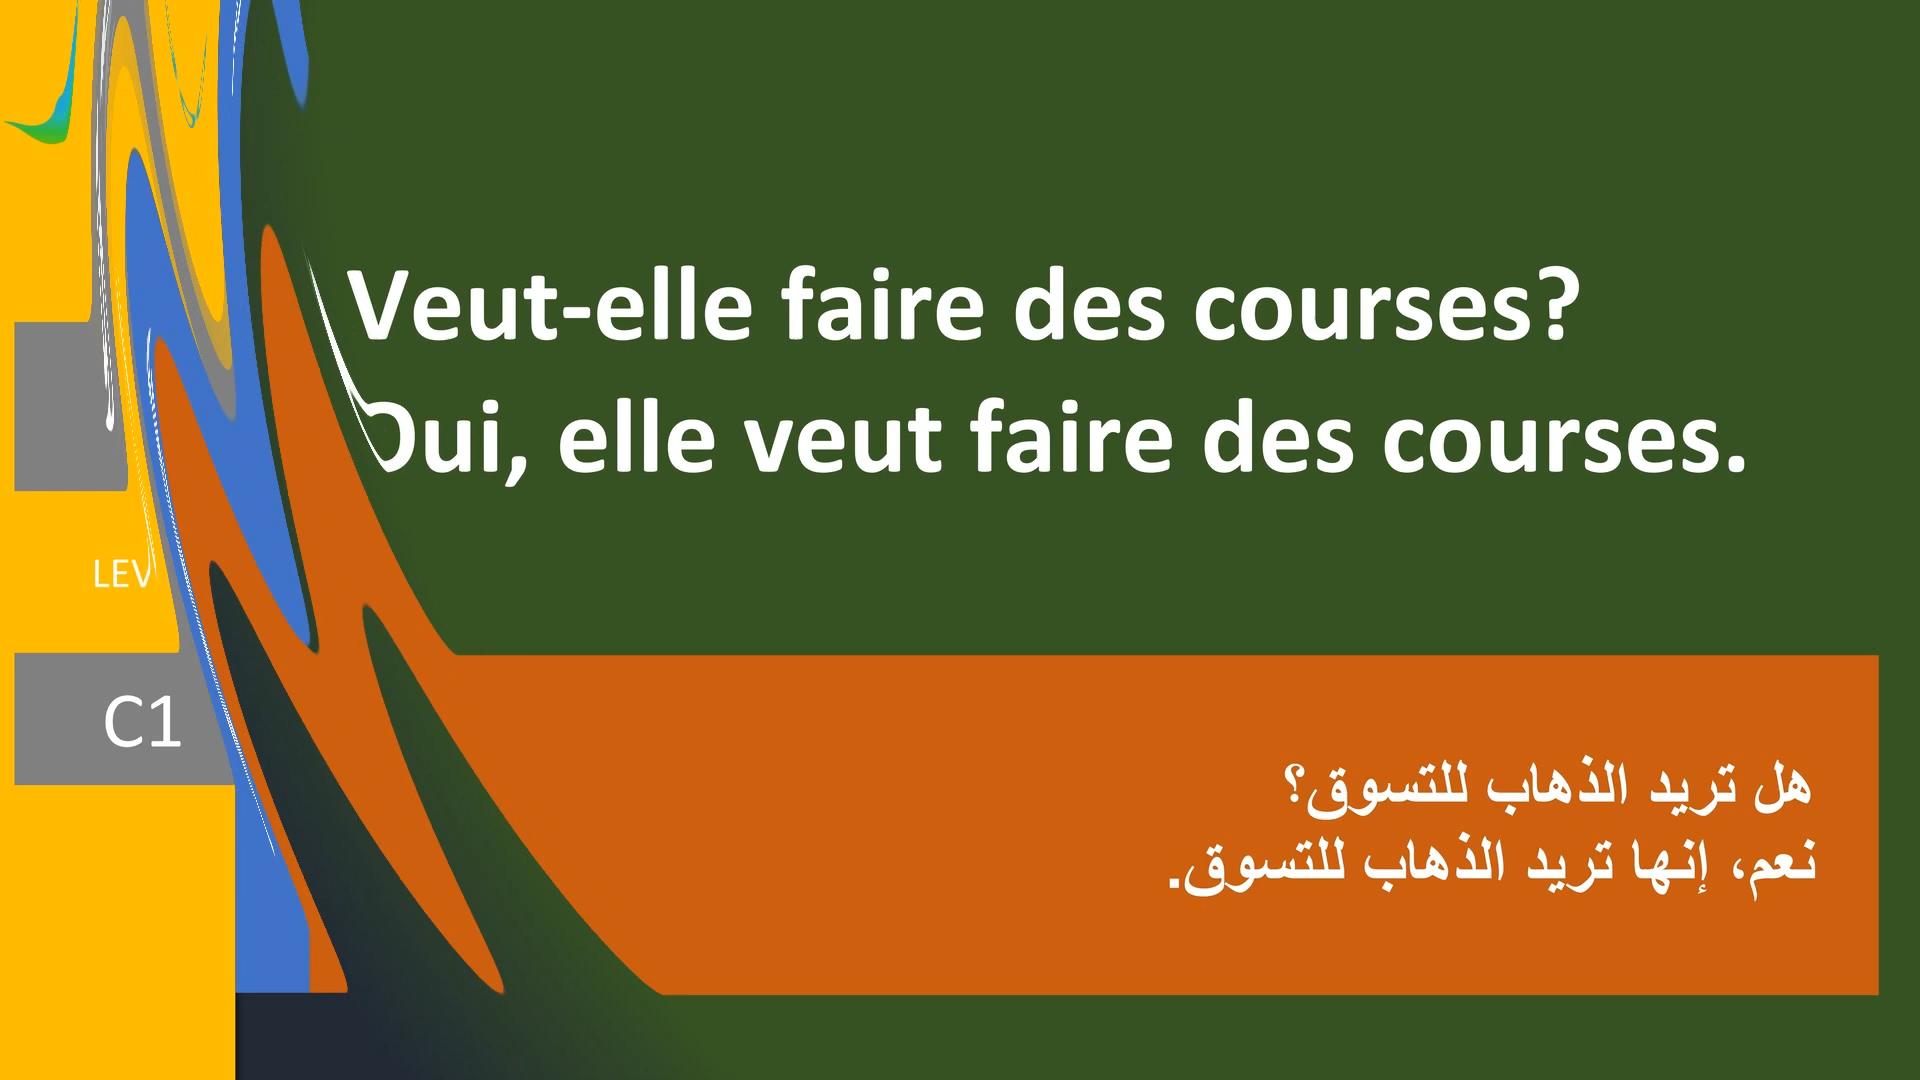 Veut-elle faire des courses?
Oui, elle veut faire des courses.
LEV
C1
هل تريد الذهاب للتسوق؟
نعم، إنها تريد الذهاب للتسوق.